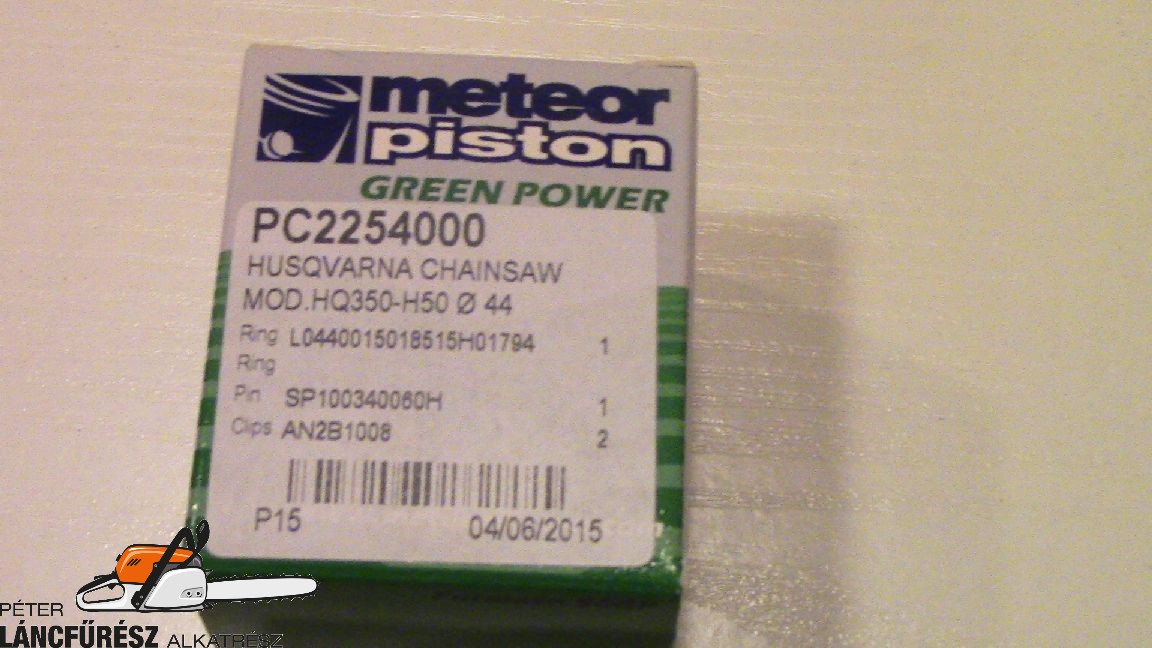 meteor
piston
GREEN POWER
PC2254000
HUSQVARNA CHAINSAW
MOD.HQ350-H50 Ø 44
Ring L0440015018515H01794 1
Ring
Pin SP100340060H 1
Clips AN2B1008 2
P15 04/06/2015
PÉTER
LÁNCFŰRÉSZ ALKATRÉSZ